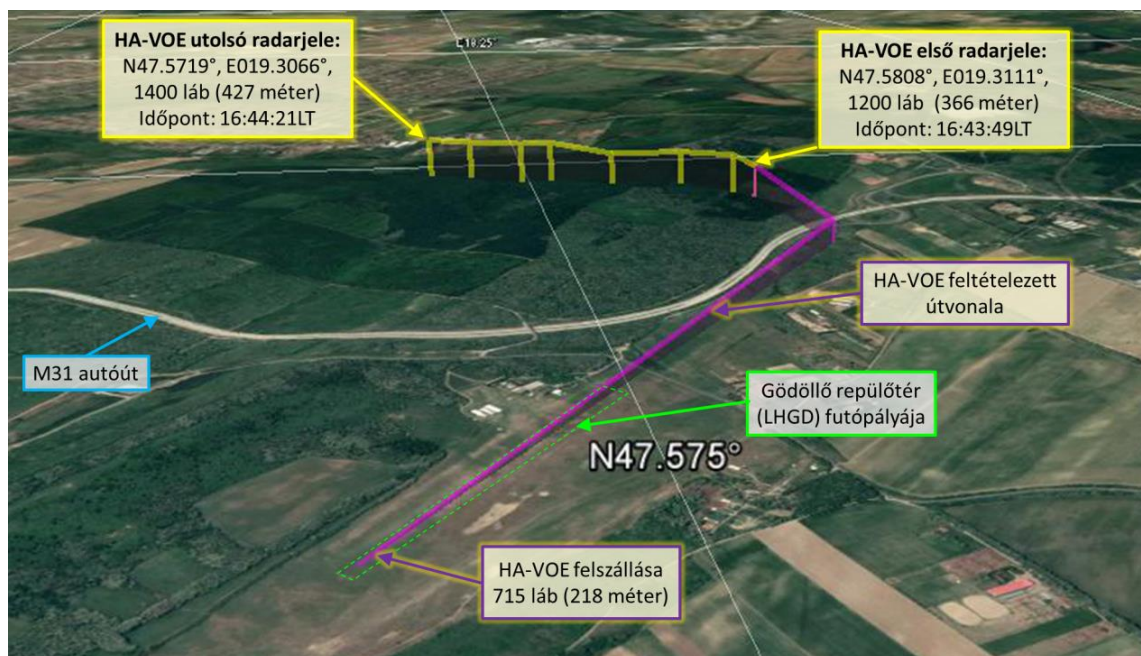 HA-VOE utolsó radarjele:
N47.5719°, E019.3066°,
1400 láb (427 méter)
Időpont: 16:44:21LT
HA-VOE első radarjele:
N47.5808°, E019.3111°,
1200 láb (366 méter)
Időpont: 16:43:49LT
HA-VOE feltételezett
útvonala
M31 autóút
Gödöllő repülőtér
(LHGD) futópályája
N47.575°
HA-VOE felszállása
715 láb (218 méter)